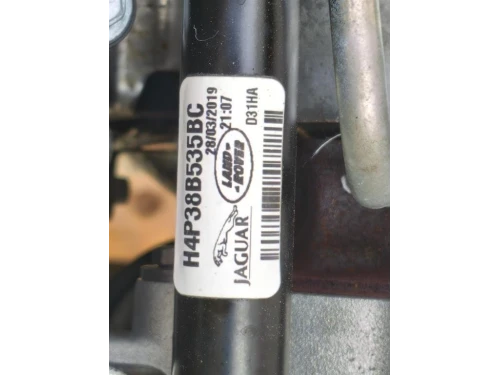 H4P38B535BC
28/03/2019
21:07
D31HA
LAND-
-ROVER
JAGUAR